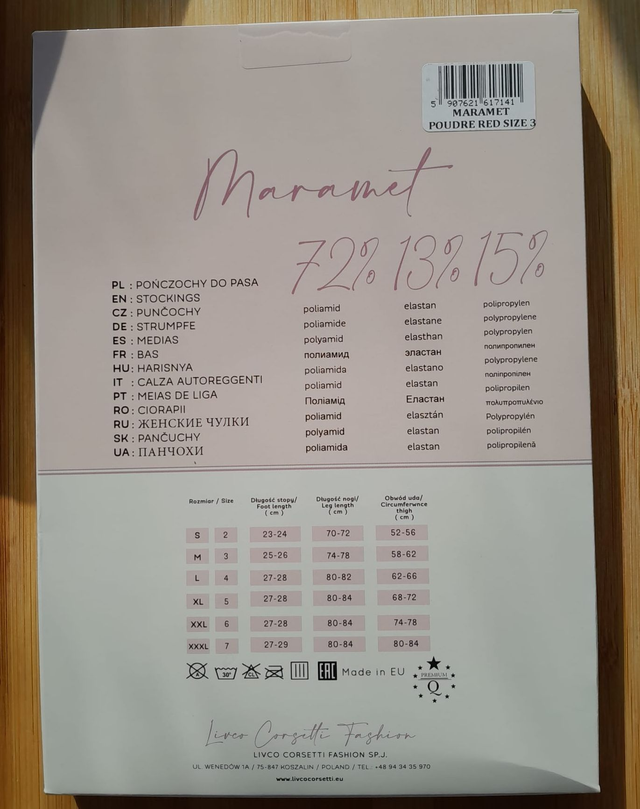 5 907621 617141
MARAMET
POUDRE RED SIZE 3
Maramet
72% 13% 15%
PL : POŃCZOCHY DO PASA
EN : STOCKINGS
CZ : PUNČOCHY
DE : STRUMPFE
ES : MEDIAS
FR : BAS
HU: HARISNYA
IT : CALZA AUTOREGGENTI
PT : MEIAS DE LIGA
RO : CIORAPII
RU : ЖЕНСКИЕ ЧУЛКИ
SK : PANČUCHY
UA : ПАНЧОХИ
poliamid elastan polipropylen
poliamide elastane polypropylene
polyamid elasthan polypropylen
полиамид эластан полипропилен
poliamida elastano polypropylene
poliamid elastan поліпропілен
Поліамід Еластан polipropilen
poliamid elasztán πολυπροπυλένιο
polyamid elastan Polypropylén
poliamida elastan polipropilén
polipropilenă
Rozmiar / Size Długość stopy/ Długość nogi/ Obwód uda/
Foot length Leg length Circumferwnce
( cm ) ( cm ) thigh
( cm )
S 2 23-24 70-72 52-56
M 3 25-26 74-78 58-62
L 4 27-28 80-82 62-66
XL 5 27-28 80-84 68-72
XXL 6 27-28 80-84 74-78
XXXL 7 27-29 80-84 80-84
30° CL EAC Made in EU PREMIUM
Q
Livco Corsetti Fashion
LIVCO CORSETTI FASHION SP.J.
UL. WENEDÓW 1A / 75-847 KOSZALIN / POLAND / TEL.: +48 94 34 35 970
www.livcocorsetti.eu